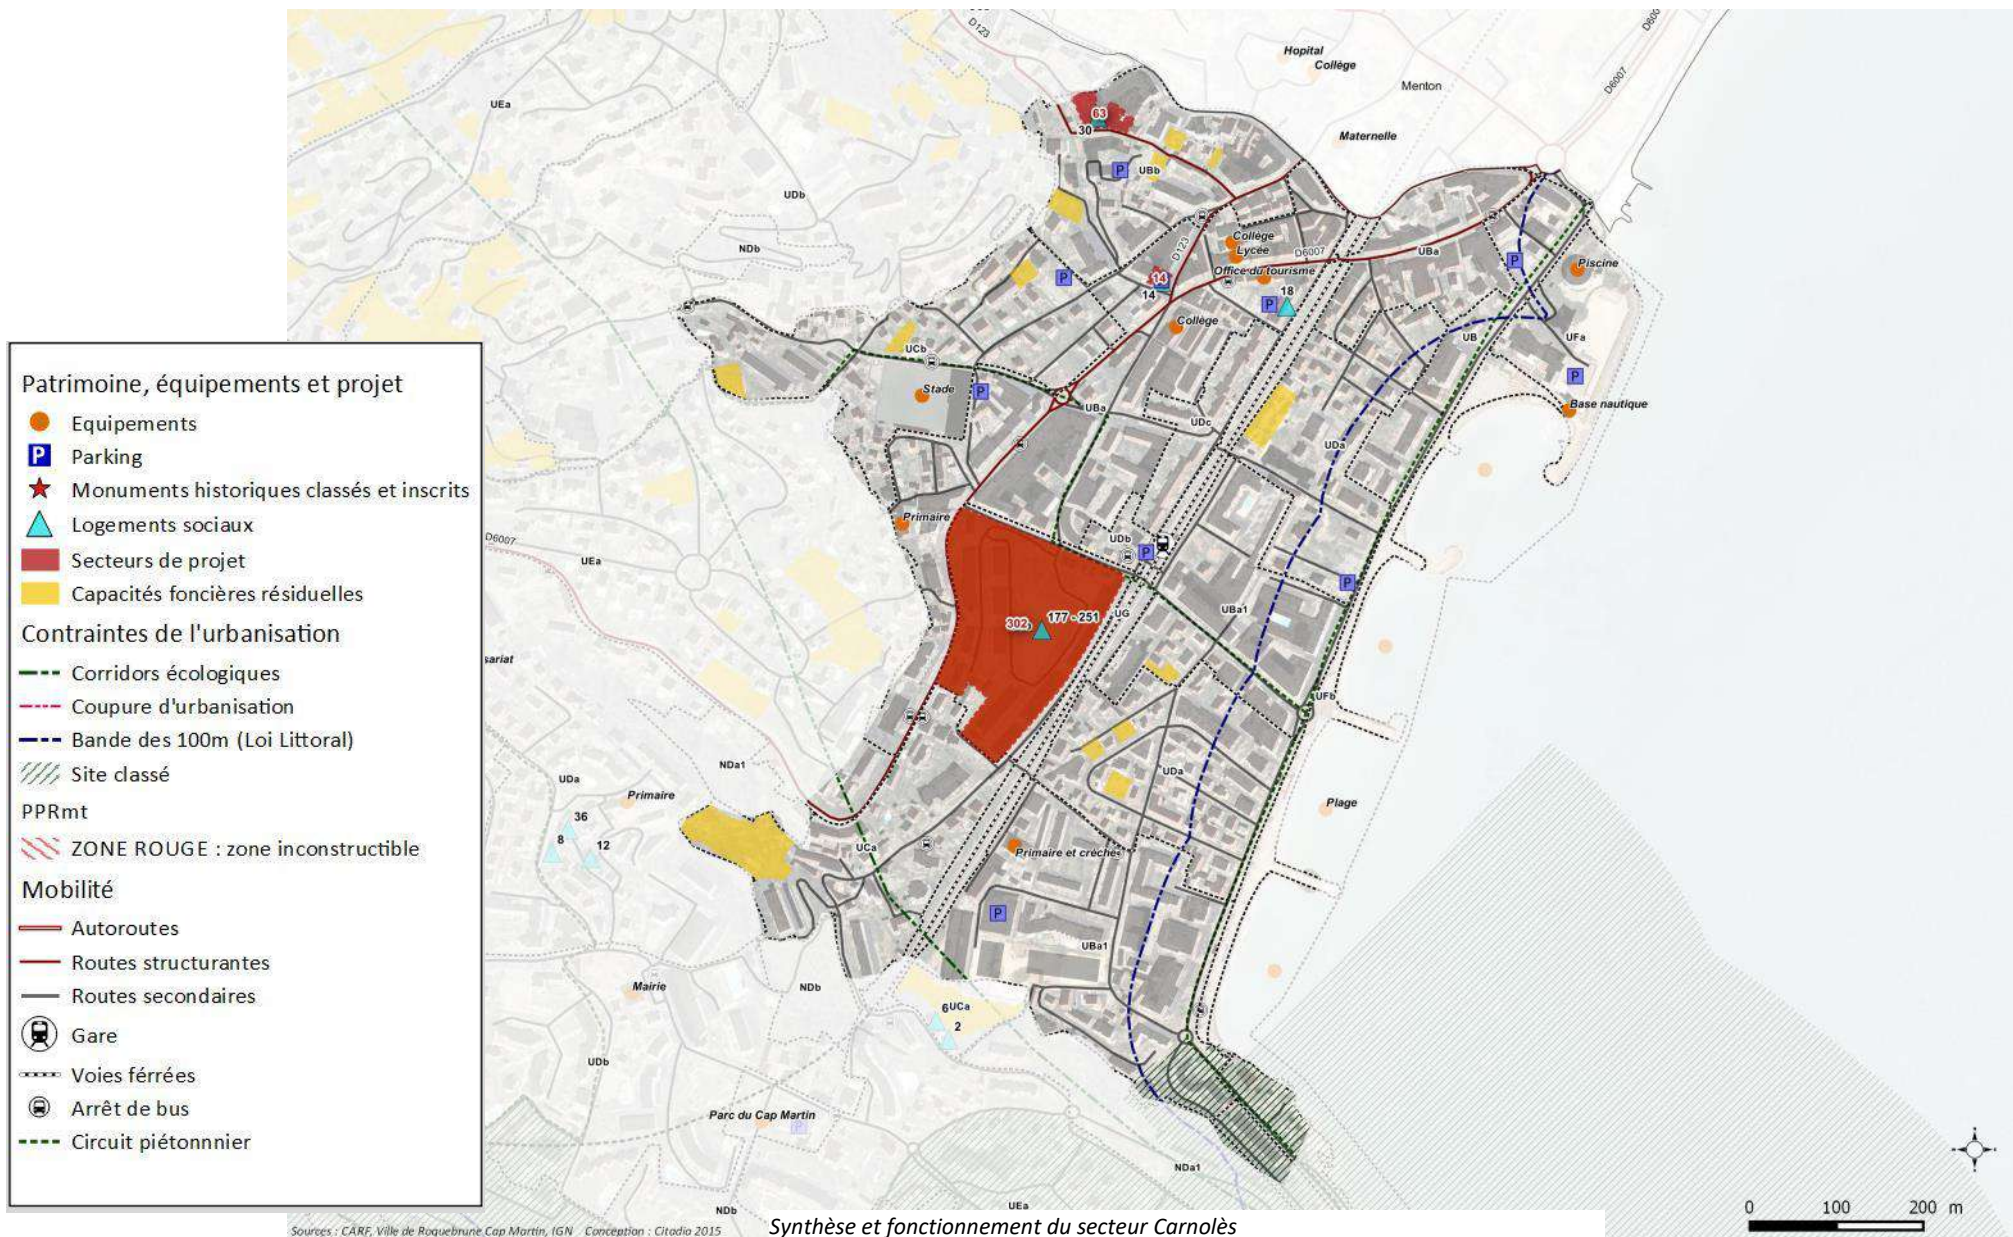 D123
D600
Hopital
Collège
D6007
Menton
UEa
63
30
Maternelle
P
UBb
UDb
NDb
Collège
Lycée
D123
D6007
UBa
P
Piscine
Office du tourisme
P
14
14
18
P
Collège
UCb
UB
UFa
P
Stade
P
UBa
Base nautique
UDc
UDa
Primaire
D6007
UEa
UDb
P
P
UBa1
UG
177 - 251
302
sariat
UFb
NDa1
UDa
UDa
Primaire
Plage
36
8
12
UCa
Primaire et crèche
P
UBa1
Mairie
NDb
6
UCa
2
UDb
Parc du Cap Martin
P
NDa1
NDb
UEa
Patrimoine, équipements et projet
Equipements
P Parking
Monuments historiques classés et inscrits
Logements sociaux
Secteurs de projet
Capacités foncières résiduelles
Contraintes de l'urbanisation
Corridors écologiques
Coupure d'urbanisation
Bande des 100m (Loi Littoral)
Site classé
PPRmt
ZONE ROUGE : zone inconstructible
Mobilité
Autoroutes
Routes structurantes
Routes secondaires
Gare
Voies férrées
Arrêt de bus
Circuit piétonnnier
0 100 200 m
Sources : CARF, Ville de Roquebrune Cap Martin, IGN Conception : Citadia 2015
Synthèse et fonctionnement du secteur Carnolès